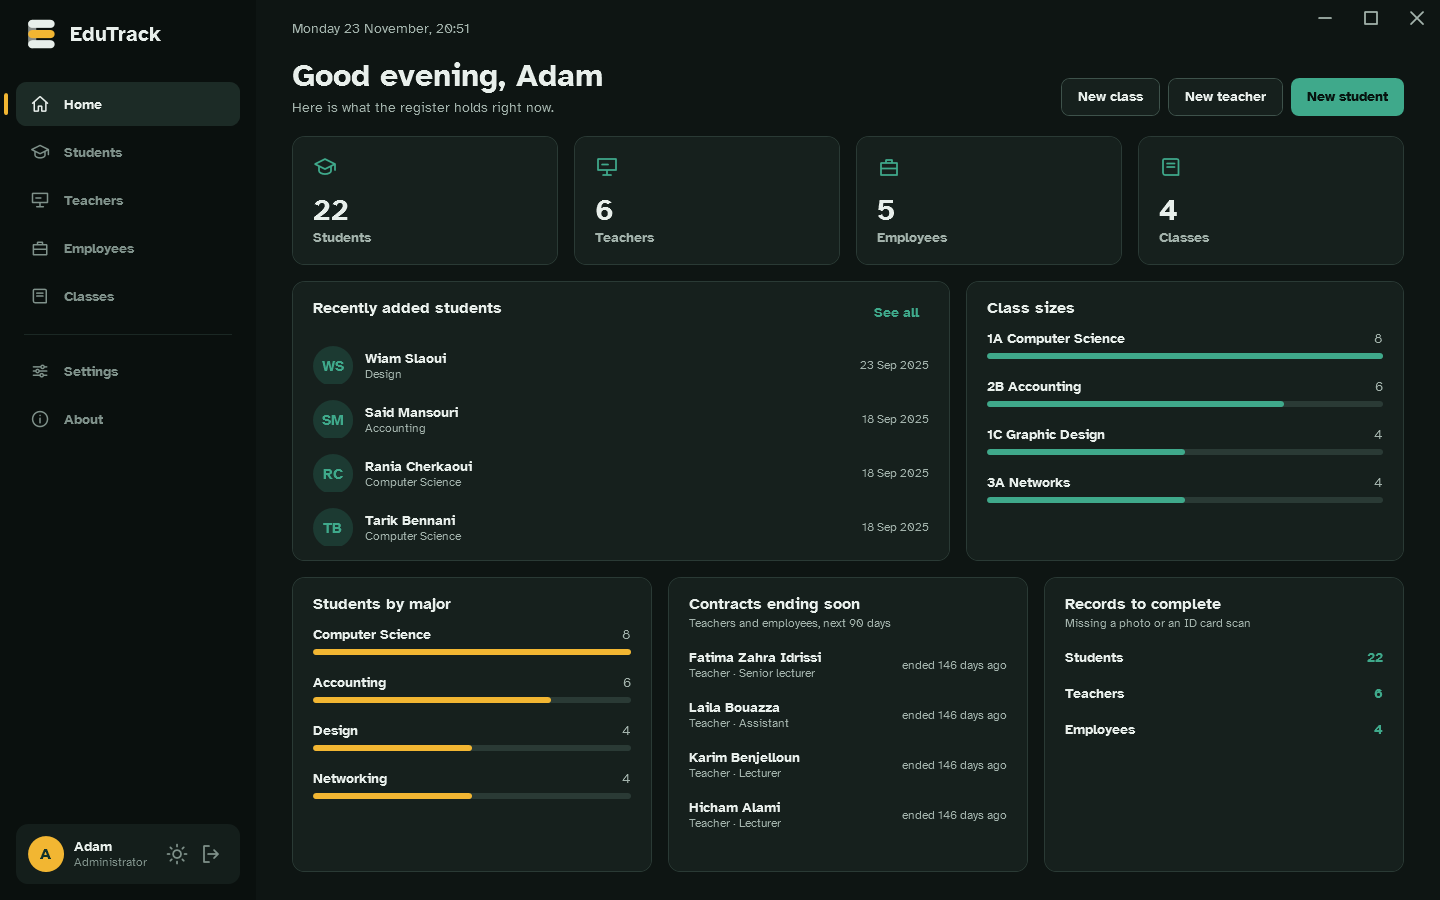 EduTrack
Home
Students
Teachers
Employees
Classes
Settings
About
A
Adam
Administrator
Monday 23 November, 20:51
Good evening, Adam
Here is what the register holds right now.
New class
New teacher
New student
22
Students
6
Teachers
5
Employees
4
Classes
Recently added students
See all
WS
Wiam Slaoui
Design
23 Sep 2025
SM
Said Mansouri
Accounting
18 Sep 2025
RC
Rania Cherkaoui
Computer Science
18 Sep 2025
TB
Tarik Bennani
Computer Science
18 Sep 2025
Class sizes
1A Computer Science 8
2B Accounting 6
1C Graphic Design 4
3A Networks 4
Students by major
Computer Science 8
Accounting 6
Design 4
Networking 4
Contracts ending soon
Teachers and employees, next 90 days
Fatima Zahra Idrissi
Teacher · Senior lecturer
ended 146 days ago
Laila Bouazza
Teacher · Assistant
ended 146 days ago
Karim Benjelloun
Teacher · Lecturer
ended 146 days ago
Hicham Alami
Teacher · Lecturer
ended 146 days ago
Records to complete
Missing a photo or an ID card scan
Students 22
Teachers 6
Employees 4